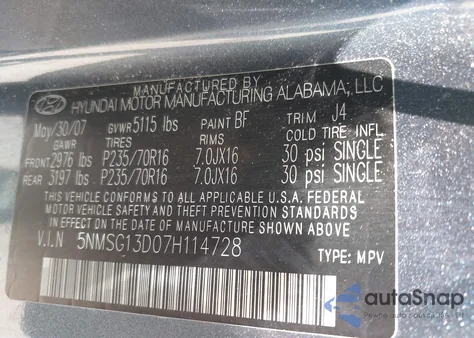 MANUFACTURED BY
HYUNDAI MOTOR MANUFACTURING ALABAMA, LLC
May/30/07 GVWR 5115 lbs PAINT BF TRIM J4
GAWR TIRES RIMS COLD TIRE INFL.
FRONT 2976 lbs P235/70R16 7.0JX16 30 psi SINGLE
REAR 3197 lbs P235/70R16 7.0JX16 30 psi SINGLE
THIS VEHICLE CONFORMS TO ALL APPLICABLE U.S.A FEDERAL
MOTOR VEHICLE SAFETY AND THEFT PREVENTION STANDARDS
IN EFFECT ON THE DATE OF MANUFACTURE SHOWN ABOVE.
V.I.N 5NMSG13D07H114728 TYPE: MPV
autoSnap